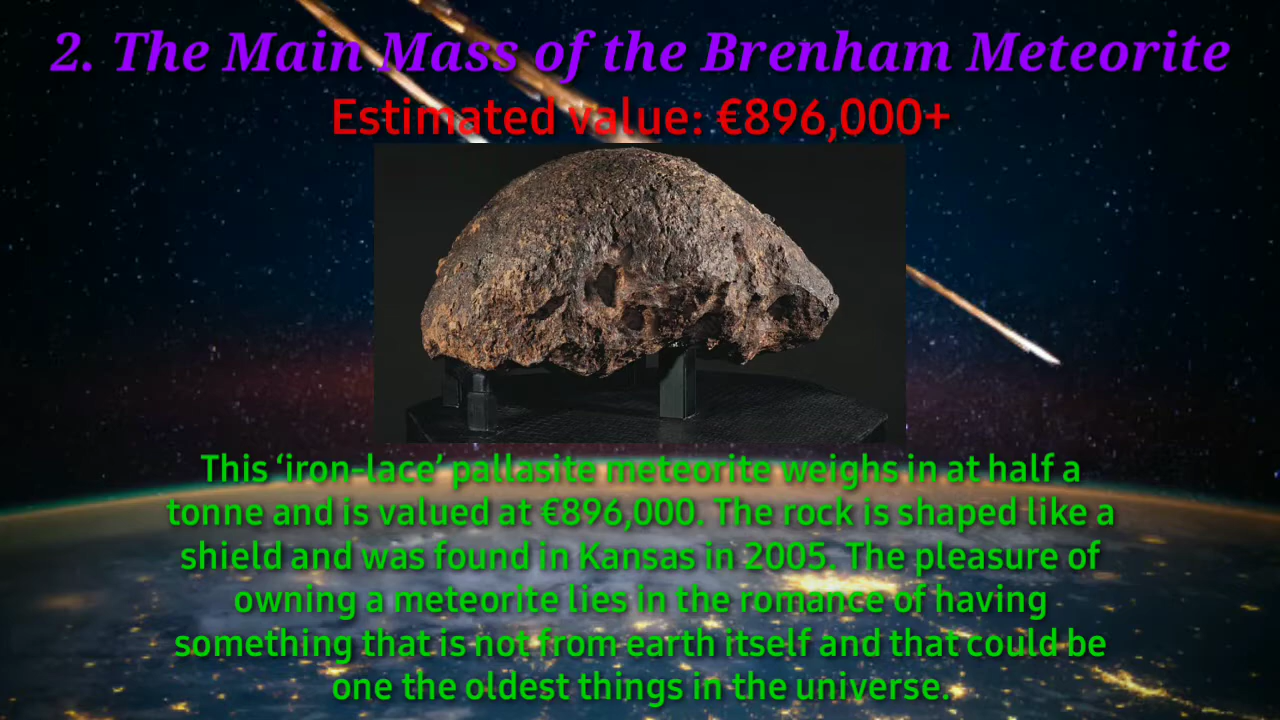 2. The Main Mass of the Brenham Meteorite
Estimated value: €896,000+
This ‘iron-lace’ pallasite meteorite weighs in at half a
tonne and is valued at €896,000. The rock is shaped like a
shield and was found in Kansas in 2005. The pleasure of
owning a meteorite lies in the romance of having
something that is not from earth itself and that could be
one the oldest things in the universe.